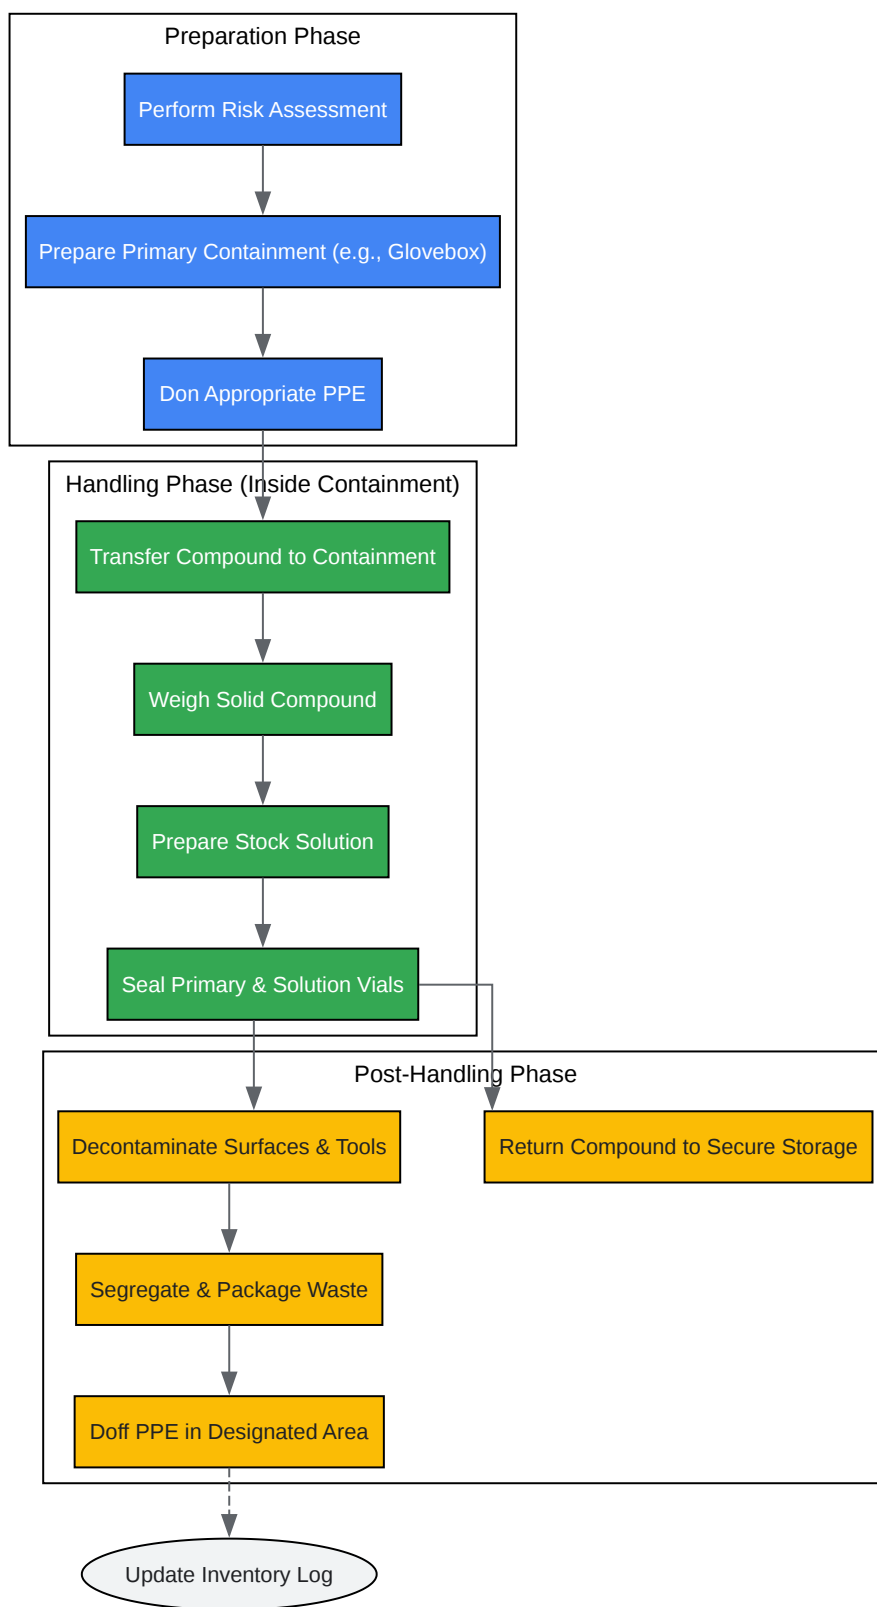 Preparation Phase
Perform Risk Assessment
Prepare Primary Containment (e.g., Glovebox)
Don Appropriate PPE
Handling Phase (Inside Containment)
Transfer Compound to Containment
Weigh Solid Compound
Prepare Stock Solution
Seal Primary & Solution Vials
Post-Handling Phase
Decontaminate Surfaces & Tools
Return Compound to Secure Storage
Segregate & Package Waste
Doff PPE in Designated Area
Update Inventory Log